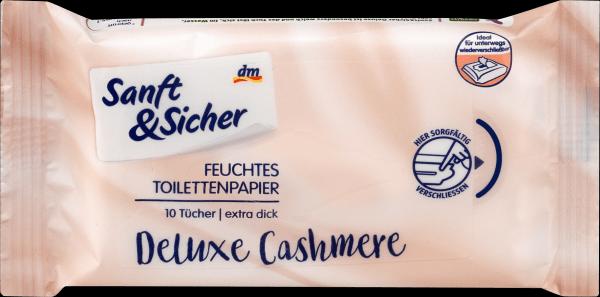 Ideal
für unterwegs
wiederverschließbar
dm
Sanft
&Sicher
HIER SORGFÄLTIG
VERSCHLIESSEN
FEUCHTES
TOILETTENPAPIER
10 Tücher | extra dick
Deluxe Cashmere